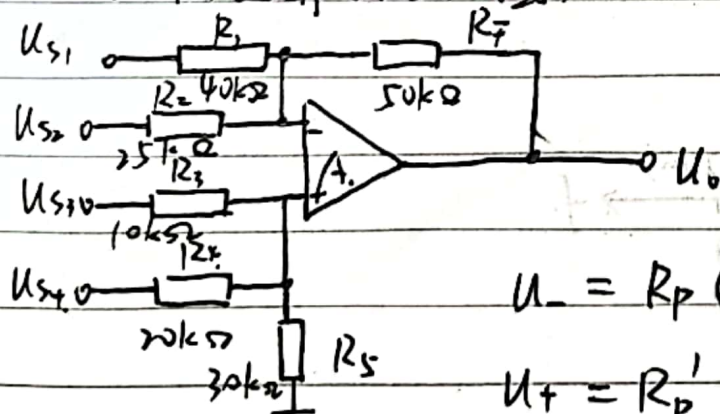 Us1
R1
RF
40kΩ
50kΩ
Us2
R2
25kΩ
-
A.
+
Uo
Us3
R3
10kΩ
Us4
R4
20kΩ
R5
30kΩ
U- = Rp (
U+ = Rp'